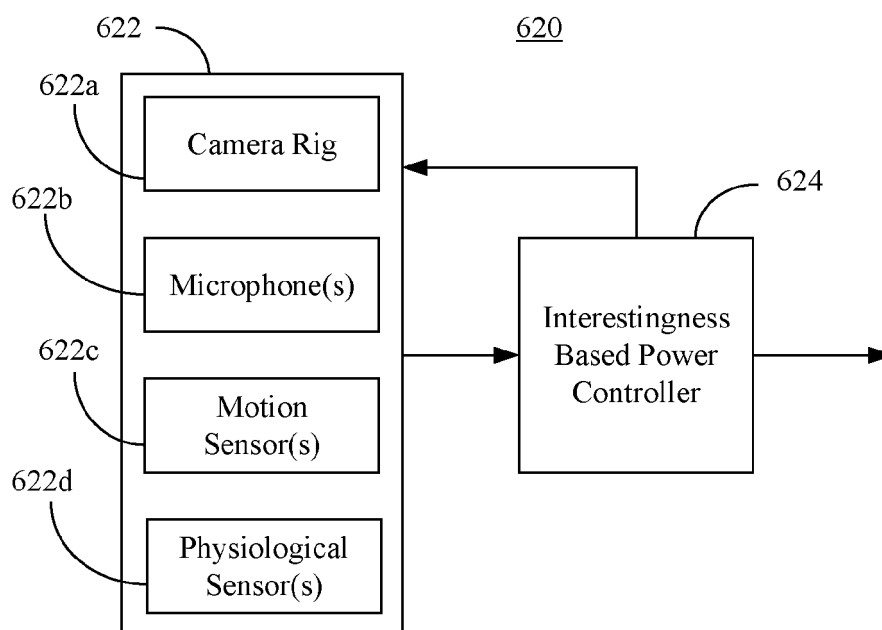 622
620
622a
Camera Rig
624
622b
Microphone(s)
Interestingness
Based Power
Controller
622c
Motion
Sensor(s)
622d
Physiological
Sensor(s)